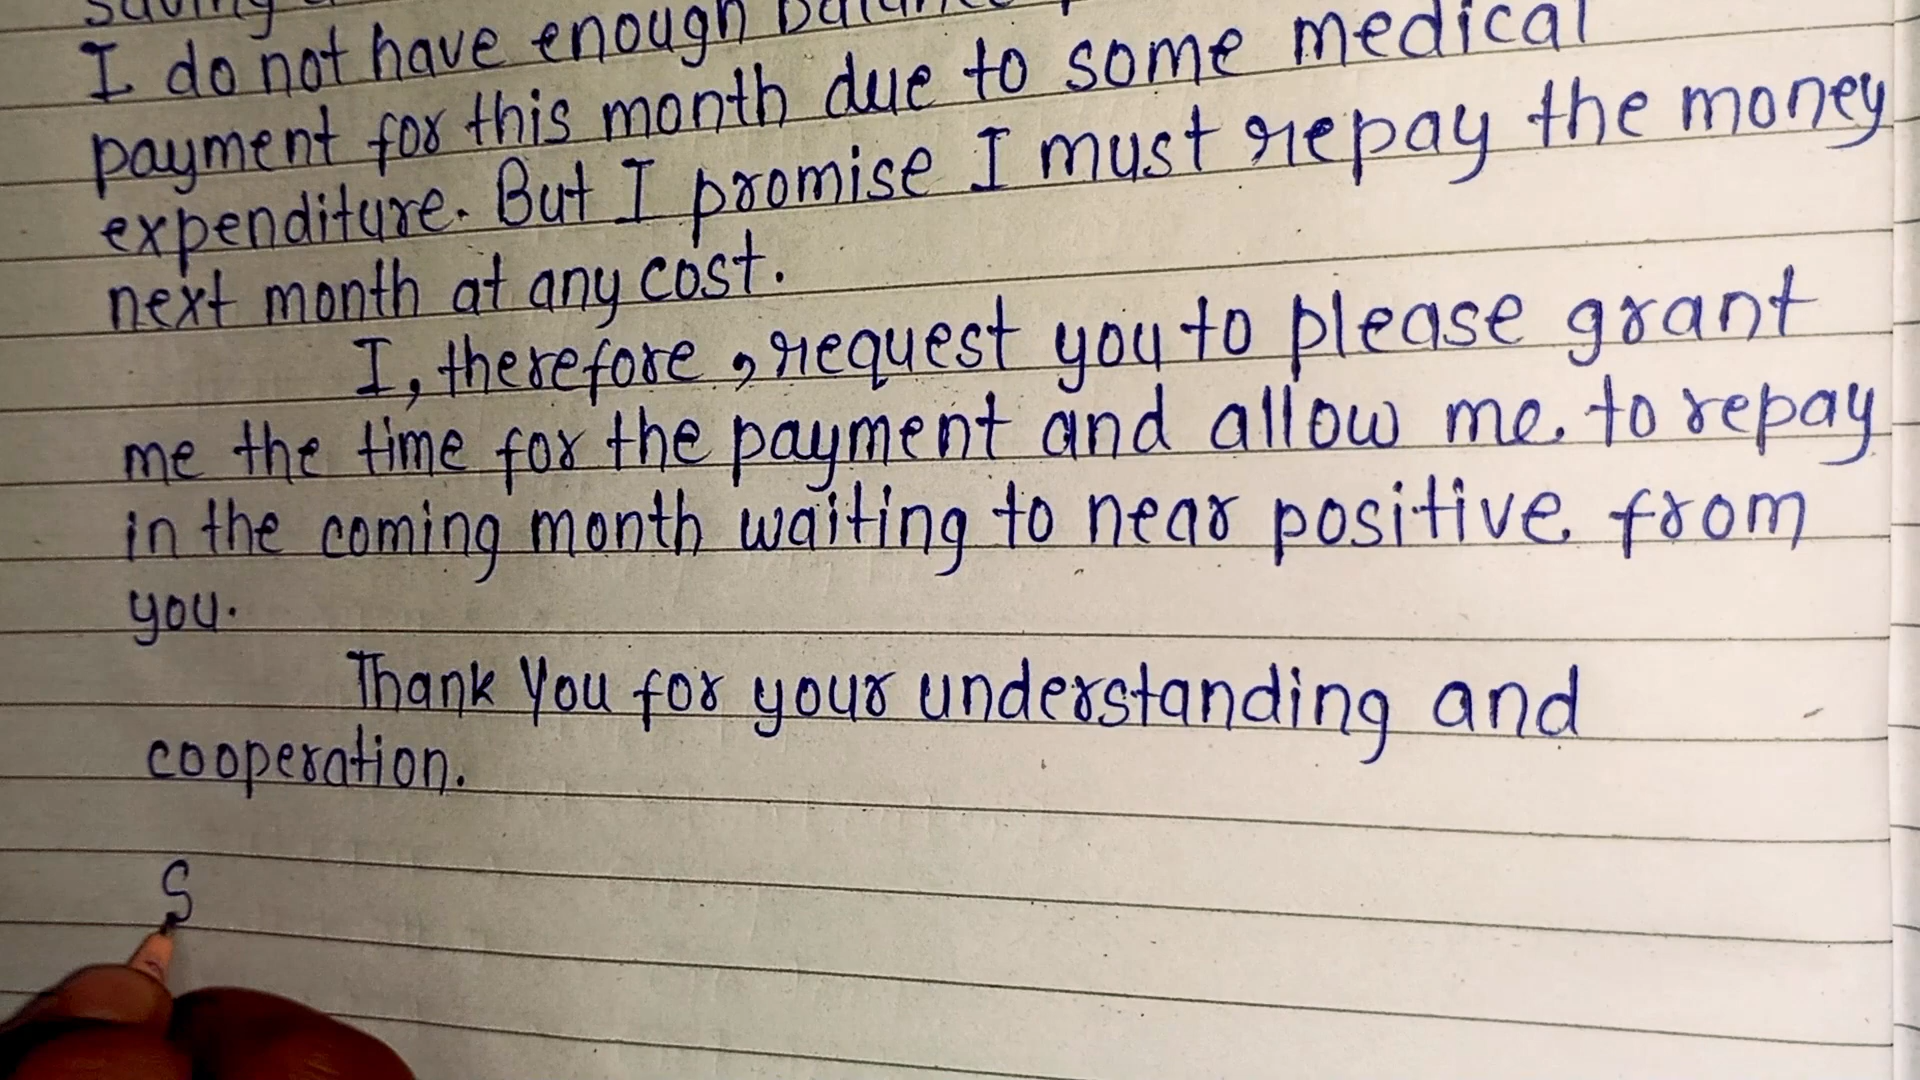 saving
I do not have enough balance
payment for this month due to some medical
expenditure. But I promise I must repay the money
next month at any cost.
I, therefore, request you to please grant
me the time for the payment and allow me. to repay
in the coming month waiting to near positive from
you.
Thank You for your understanding and
cooperation.
S